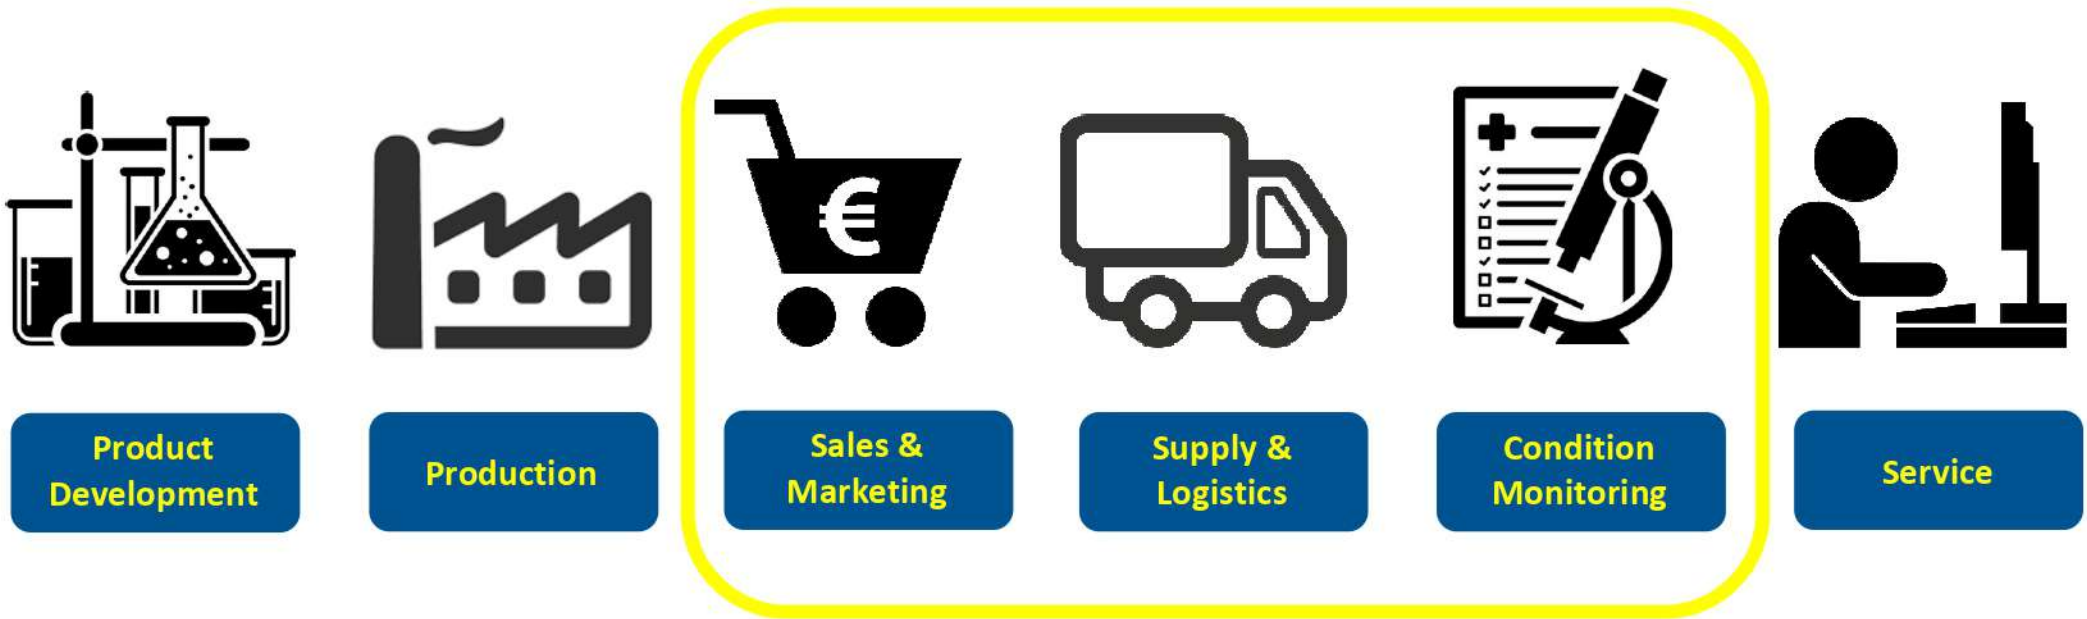 €
Product
Development
Production
Sales &
Marketing
Supply &
Logistics
Condition
Monitoring
Service